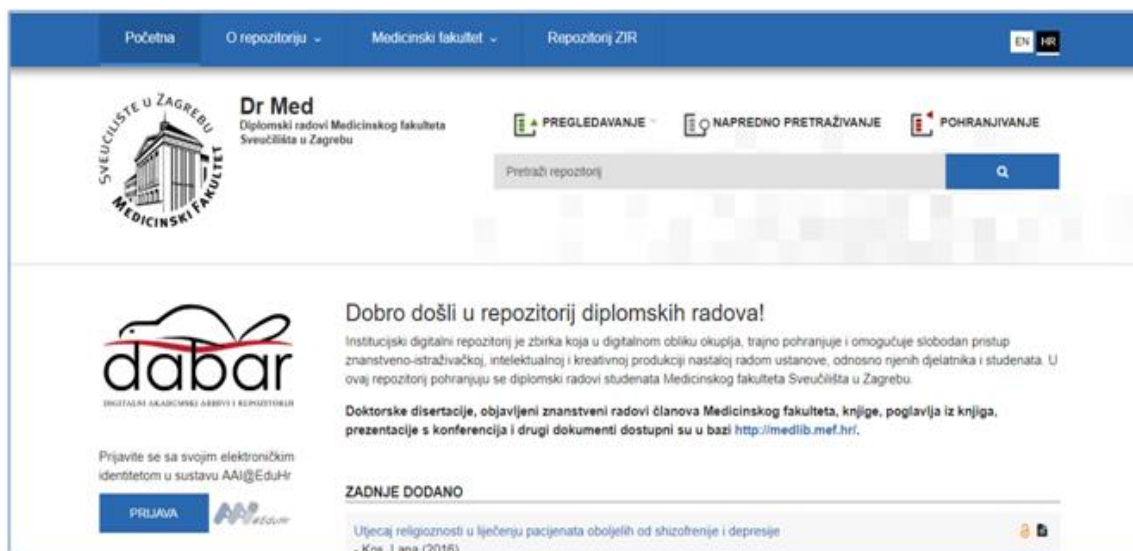 Početna
O repozitoriju
Medicinski fakultet
Repozitorij ZIR
EN HR
SVEUČILIŠTE U ZAGREBU
MEDICINSKI FAKULTET
Dr Med
Diplomski radovi Medicinskog fakulteta
Sveučilišta u Zagrebu
PREGLEDAVANJE
NAPREDNO PRETRAŽIVANJE
POHRANJIVANJE
Pretraži repozitorij
dabar
DIGITALNI AKADEMSKI ARHIVI I REPOZITORIJI
Prijavite se sa svojim elektroničkim
identitetom u sustavu AAI@EduHr
PRIJAVA
Dobro došli u repozitorij diplomskih radova!
Institucijski digitalni repozitorij je zbirka koja u digitalnom obliku okuplja, trajno pohranjuje i omogućuje slobodan pristup
znanstveno-istraživačkoj, intelektualnoj i kreativnoj produkciji nastaloj radom ustanove, odnosno njenih djelatnika i studenata. U
ovaj repozitorij pohranjuju se diplomski radovi studenata Medicinskog fakulteta Sveučilišta u Zagrebu.
Doktorske disertacije, objavljeni znanstveni radovi članova Medicinskog fakulteta, knjige, poglavlja iz knjiga,
prezentacije s konferencija i drugi dokumenti dostupni su u bazi http://medlib.mef.hr/.
ZADNJE DODANO
Utjecaj religioznosti u liječenju pacijenata oboljelih od shizofrenije i depresije
- Kos, Lana (2016)